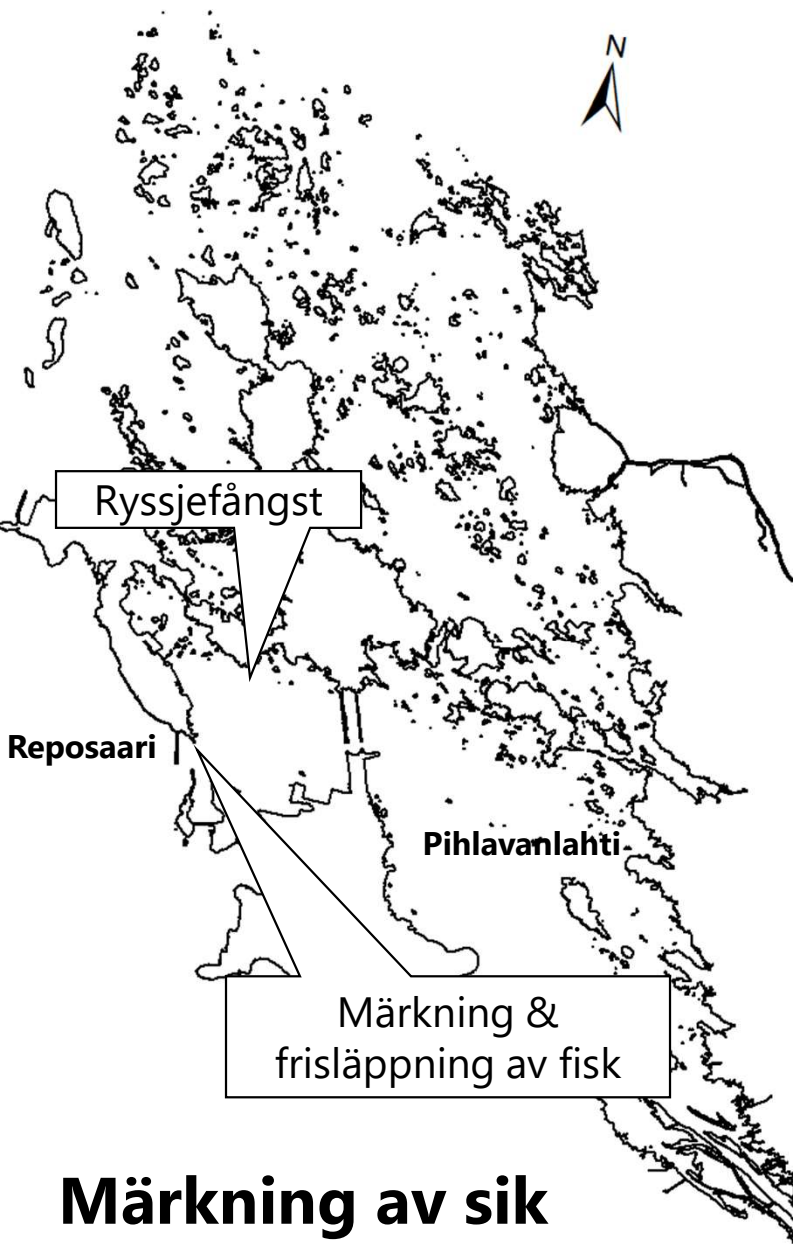 N
Ryssjefångst
Reposaari
Pihlavanlahti
Märkning &
frisläppning av fisk
Märkning av sik